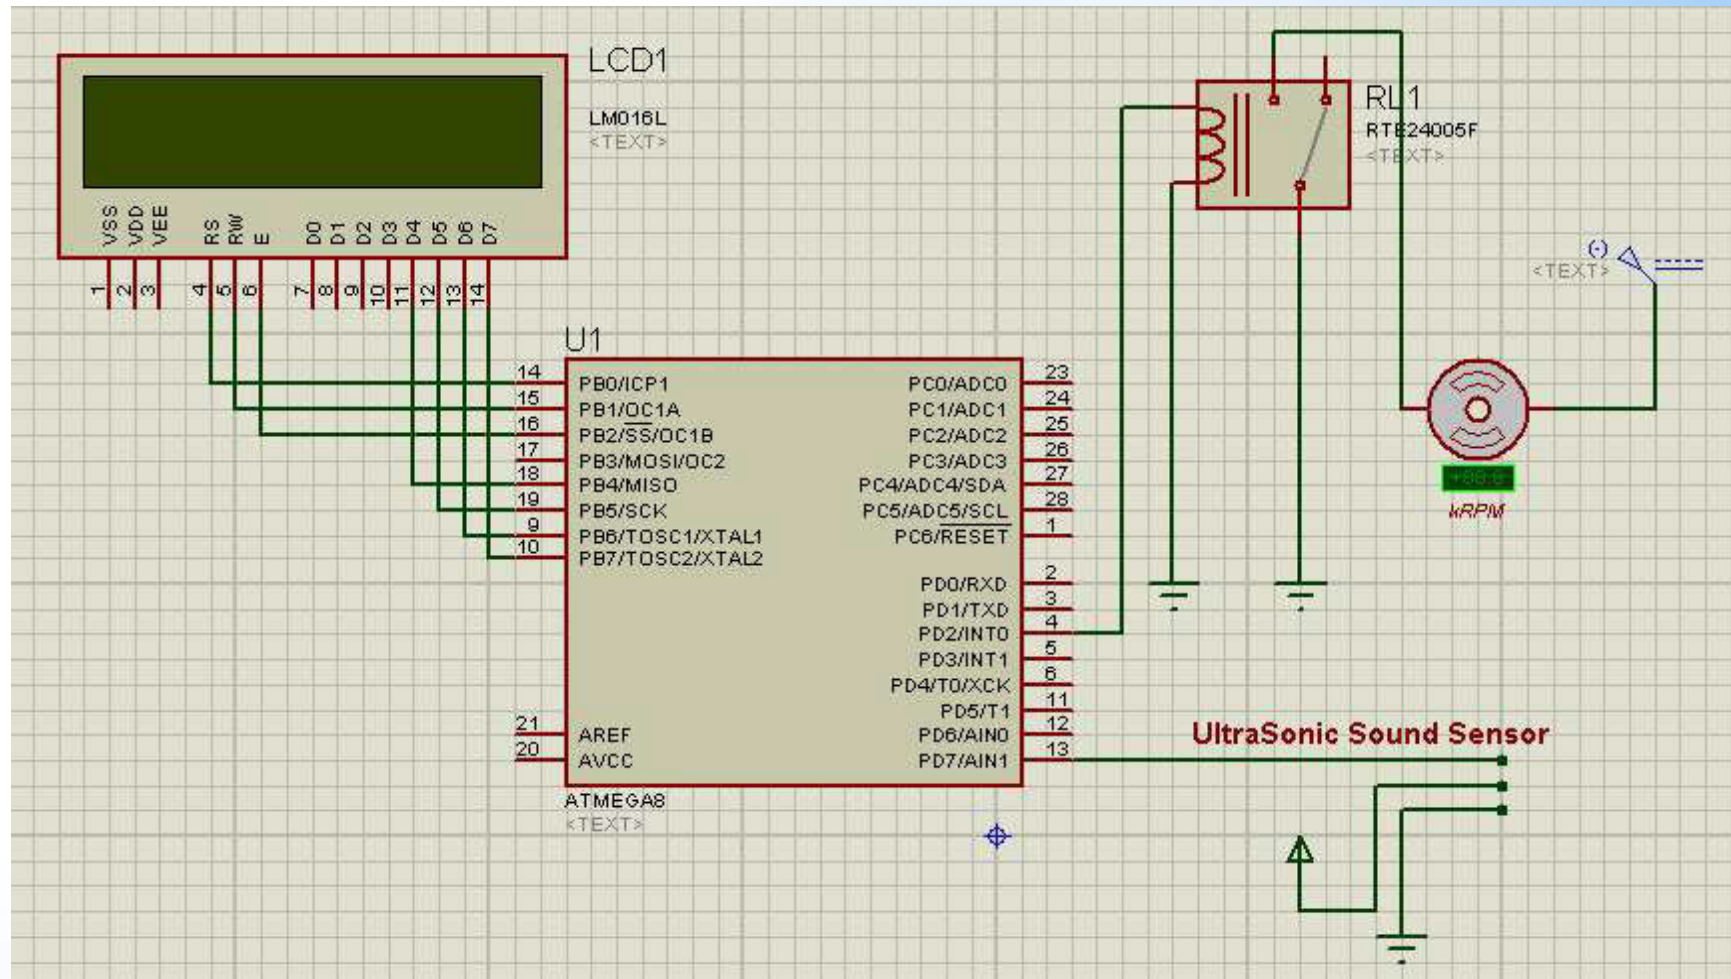 LCD1
LM016L
<TEXT>
VSS
VDD
VEE
RS
RW
E
D0
D1
D2
D3
D4
D5
D6
D7
1
2
3
4
5
6
7
8
9
10
11
12
13
14
RL1
RTE24005F
<TEXT>
(-)
<TEXT>
kRPM
U1
14 PB0/ICP1 PC0/ADC0 23
15 PB1/OC1A PC1/ADC1 24
16 PB2/SS/OC1B PC2/ADC2 25
17 PB3/MOSI/OC2 PC3/ADC3 26
18 PB4/MISO PC4/ADC4/SDA 27
19 PB5/SCK PC5/ADC5/SCL 28
9 PB6/TOSC1/XTAL1 PC6/RESET 1
10 PB7/TOSC2/XTAL2
PD0/RXD 2
PD1/TXD 3
PD2/INT0 4
PD3/INT1 5
PD4/T0/XCK 6
PD5/T1 11
21 AREF PD6/AIN0 12
20 AVCC PD7/AIN1 13
ATMEGA8
<TEXT>
UltraSonic Sound Sensor